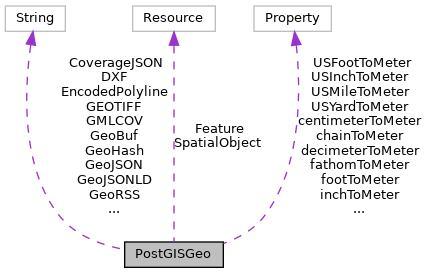 String
Resource
Property
CoverageJSON
DXF
EncodedPolyline
GEOTIFF
GMLCOV
GeoBuf
GeoHash
GeoJSON
GeoJSONLD
GeoRSS
...
Feature
SpatialObject
USFootToMeter
USInchToMeter
USMileToMeter
USYardToMeter
centimeterToMeter
chainToMeter
decimeterToMeter
fathomToMeter
footToMeter
inchToMeter
...
PostGISGeo